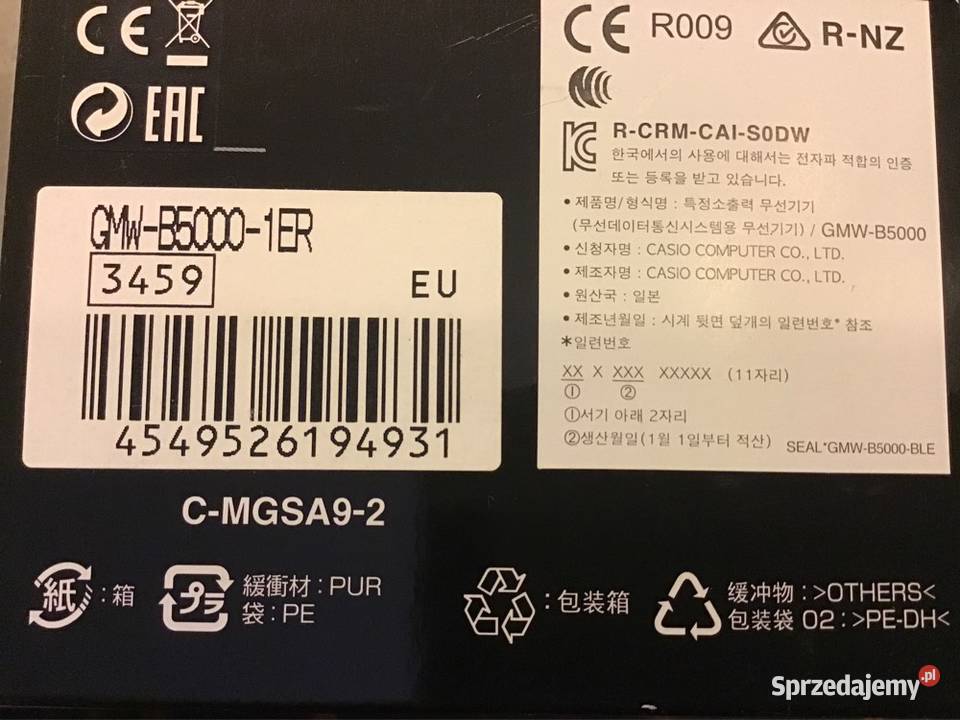 CE
EAC
GMW-B5000-1ER
3459
EU
4549526194931
C-MGSA9-2
CE R009 R-NZ
R-CRM-CAI-S0DW
한국에서의 사용에 대해서는 전자파 적합의 인증
또는 등록을 받고 있습니다.
• 제품명/형식명 : 특정소출력 무선기기
(무선데이터통신시스템용 무선기기) / GMW-B5000
• 신청자명 : CASIO COMPUTER CO., LTD.
• 제조자명 : CASIO COMPUTER CO., LTD.
• 원산국 : 일본
• 제조년월일 : 시계 뒷면 덮개의 일련번호* 참조
*일련번호
XX X XXX XXXXX (11자리)
① ②
①서기 아래 2자리
②생산월일(1월 1일부터 적산)
SEAL*GMW-B5000-BLE
紙 : 箱
プラ 緩衝材 : PUR
袋 : PE
: 包装箱
缓冲物 : >OTHERS<
包装袋 02 : >PE-DH<
Sprzedajemy.pl